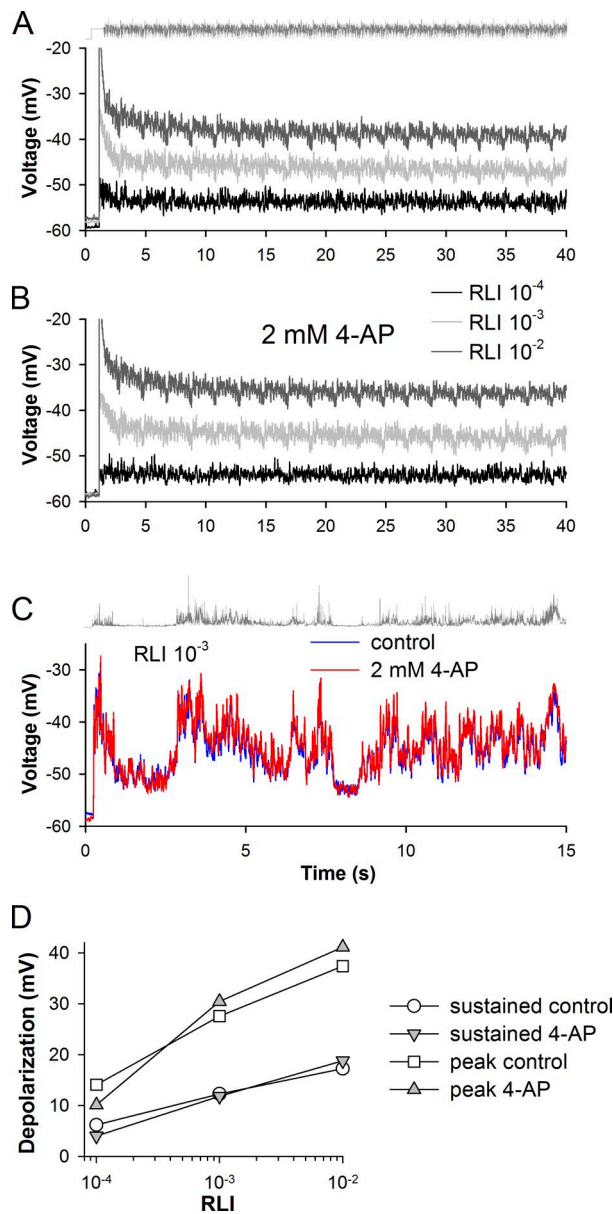 A
-20
-30
-40
-50
-60
Voltage (mV)
0 5 10 15 20 25 30 35 40
B
RLI 10⁻⁴
RLI 10⁻³
RLI 10⁻²
2 mM 4-AP
-20
-30
-40
-50
-60
Voltage (mV)
0 5 10 15 20 25 30 35 40
C
RLI 10⁻³
control
2 mM 4-AP
-30
-40
-50
-60
Voltage (mV)
0 5 10 15
Time (s)
D
40
30
20
10
0
Depolarization (mV)
10⁻⁴ 10⁻³ 10⁻²
RLI
sustained control
sustained 4-AP
peak control
peak 4-AP